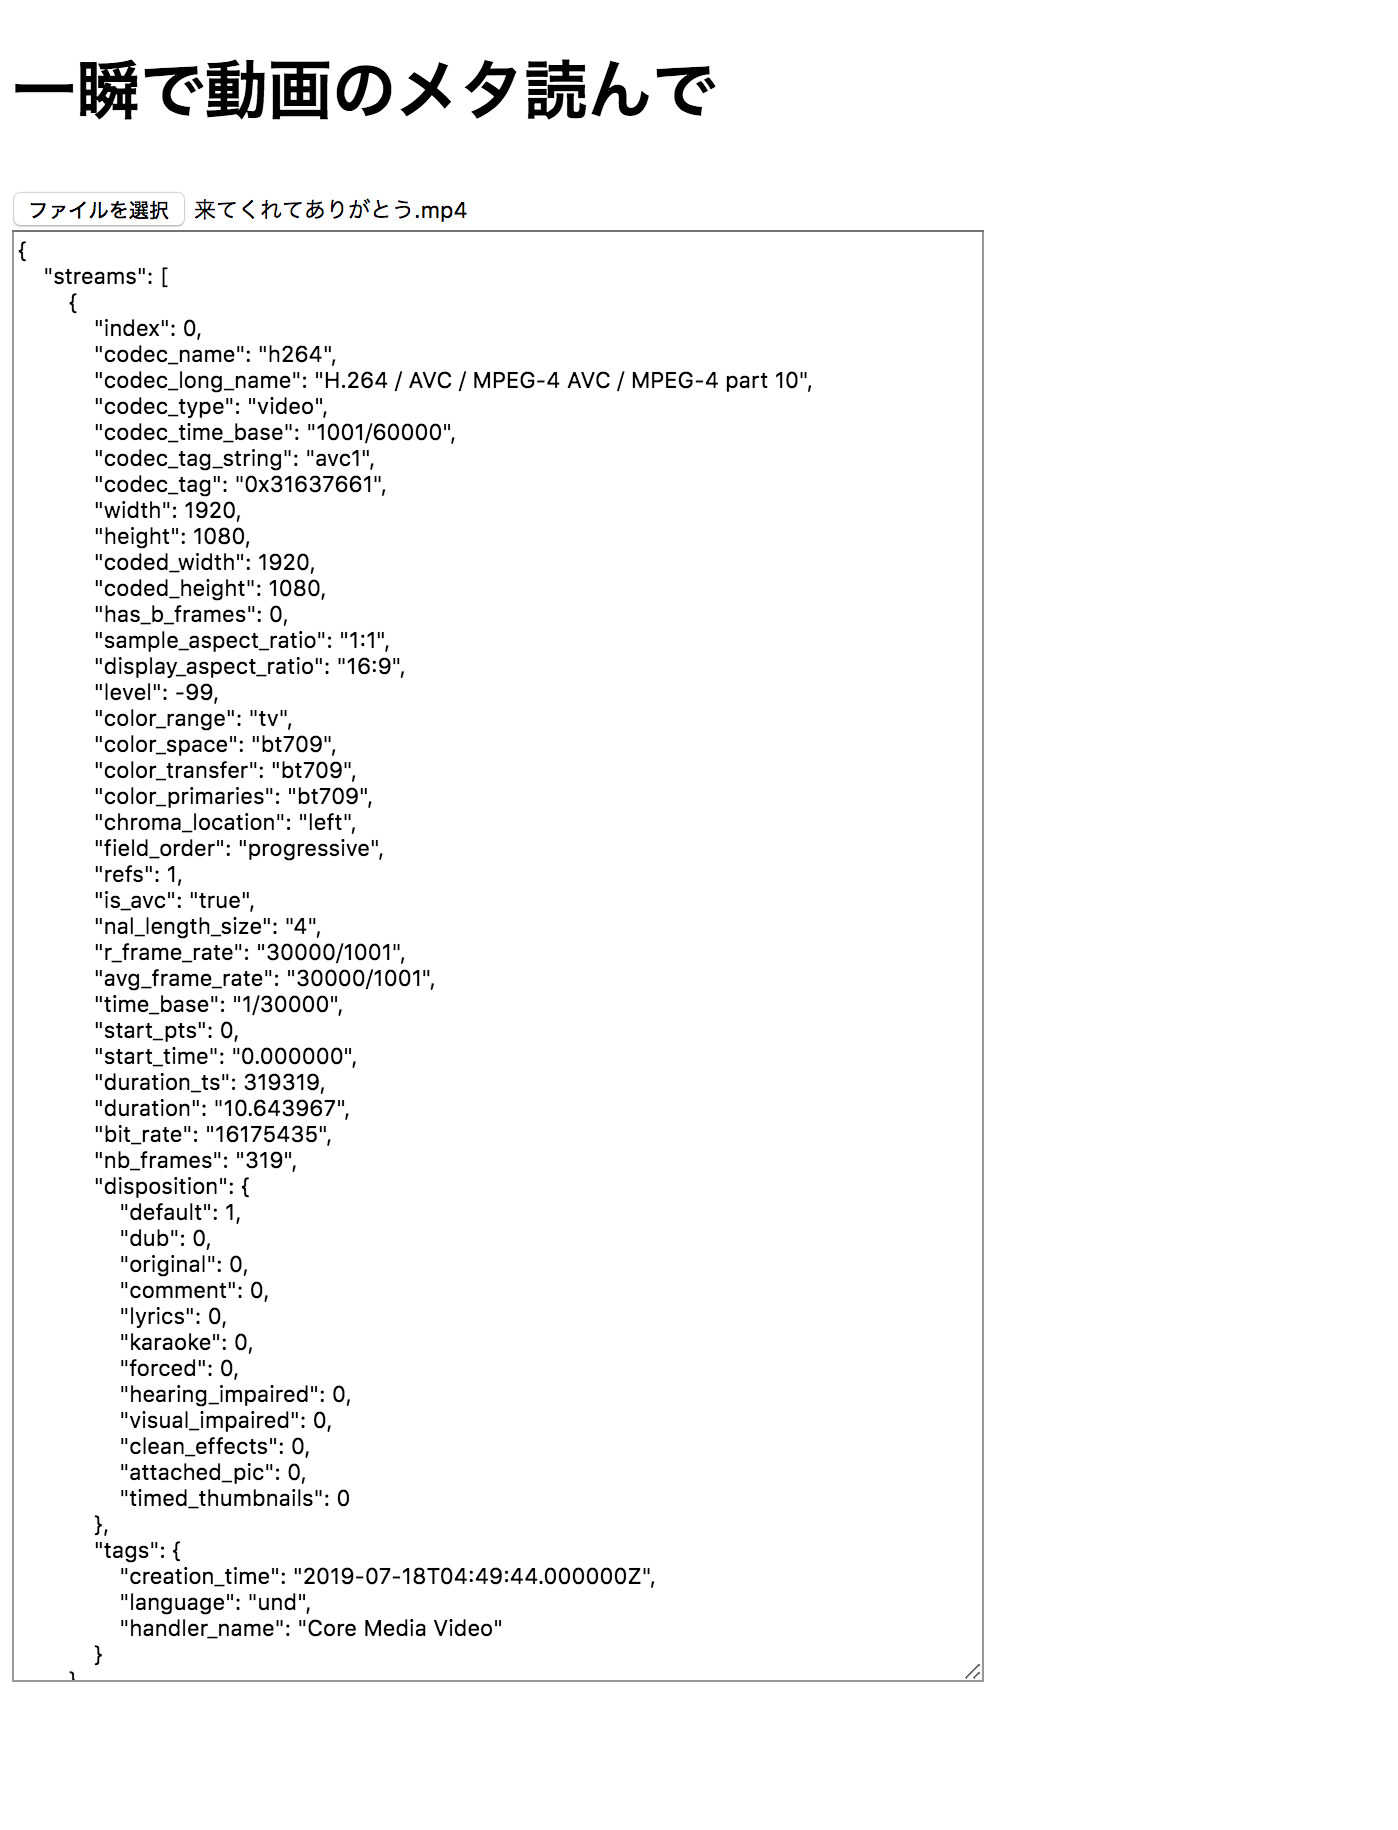 一瞬で動画のメタ読んで
ファイルを選択 来てくれてありがとう.mp4
{
"streams": [
{
"index": 0,
"codec_name": "h264",
"codec_long_name": "H.264 / AVC / MPEG-4 AVC / MPEG-4 part 10",
"codec_type": "video",
"codec_time_base": "1001/60000",
"codec_tag_string": "avc1",
"codec_tag": "0x31637661",
"width": 1920,
"height": 1080,
"coded_width": 1920,
"coded_height": 1080,
"has_b_frames": 0,
"sample_aspect_ratio": "1:1",
"display_aspect_ratio": "16:9",
"level": -99,
"color_range": "tv",
"color_space": "bt709",
"color_transfer": "bt709",
"color_primaries": "bt709",
"chroma_location": "left",
"field_order": "progressive",
"refs": 1,
"is_avc": "true",
"nal_length_size": "4",
"r_frame_rate": "30000/1001",
"avg_frame_rate": "30000/1001",
"time_base": "1/30000",
"start_pts": 0,
"start_time": "0.000000",
"duration_ts": 319319,
"duration": "10.643967",
"bit_rate": "16175435",
"nb_frames": "319",
"disposition": {
"default": 1,
"dub": 0,
"original": 0,
"comment": 0,
"lyrics": 0,
"karaoke": 0,
"forced": 0,
"hearing_impaired": 0,
"visual_impaired": 0,
"clean_effects": 0,
"attached_pic": 0,
"timed_thumbnails": 0
},
"tags": {
"creation_time": "2019-07-18T04:49:44.000000Z",
"language": "und",
"handler_name": "Core Media Video"
}